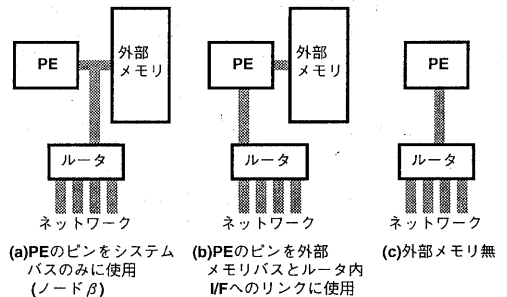 PE
外部
メモリ
ルータ
ネットワーク
(a)PEのピンをシステム
バスのみに使用
(ノードβ)
PE
外部
メモリ
ルータ
ネットワーク
(b)PEのピンを外部
メモリバスとルータ内
I/Fへのリンクに使用
PE
ルータ
ネットワーク
(c)外部メモリ無